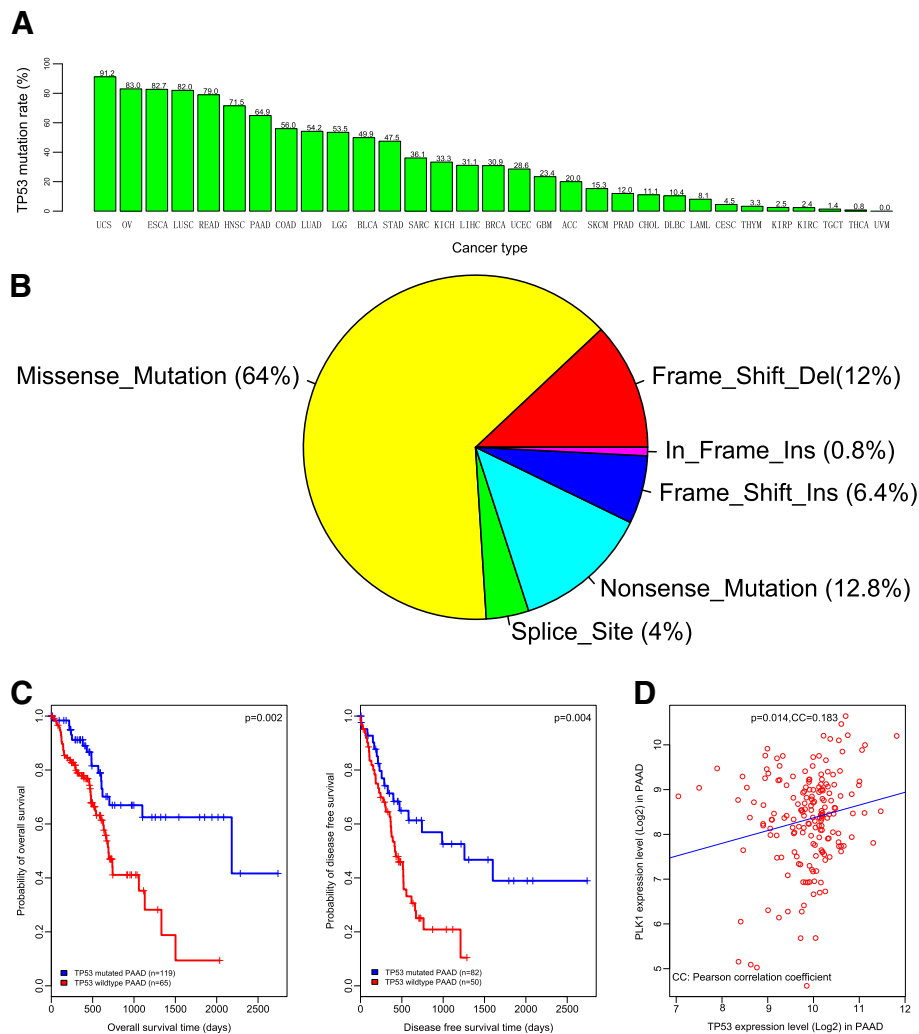 A
TP53 mutation rate (%)
0 20 40 60 80 100
91.2 83.0 82.7 82.0 79.0 71.5 64.9 56.0 54.2 53.5 49.9 47.5 36.1 33.3 31.1 30.9 28.6 23.4 20.0 15.3 12.0 11.1 10.4 8.1 4.5 3.3 2.5 2.4 1.4 0.8 0.0
UCS OV ESCA LUSC READ HNSC PAAD COAD LUAD LGG BLCA STAD SARC KICH LIHC BRCA UCEC GBM ACC SKCM PRAD CHOL DLBC LAML CESC THYM KIRP KIRC TGCT THCA UVM
Cancer type
B
Missense_Mutation (64%)
Frame_Shift_Del(12%)
In_Frame_Ins (0.8%)
Frame_Shift_Ins (6.4%)
Nonsense_Mutation (12.8%)
Splice_Site (4%)
C
p=0.002
Probability of overall survival
0.0 0.2 0.4 0.6 0.8 1.0
TP53 mutated PAAD (n=119)
TP53 wildtype PAAD (n=65)
0 500 1000 1500 2000 2500
Overall survival time (days)
p=0.004
Probability of disease free survival
0.0 0.2 0.4 0.6 0.8 1.0
TP53 mutated PAAD (n=82)
TP53 wildtype PAAD (n=50)
0 500 1000 1500 2000 2500
Disease free survival time (days)
D
p=0.014,CC=0.183
PLK1 expression level (Log2) in PAAD
5 6 7 8 9 10
CC: Pearson correlation coefficient
7 8 9 10 11 12
TP53 expression level (Log2) in PAAD